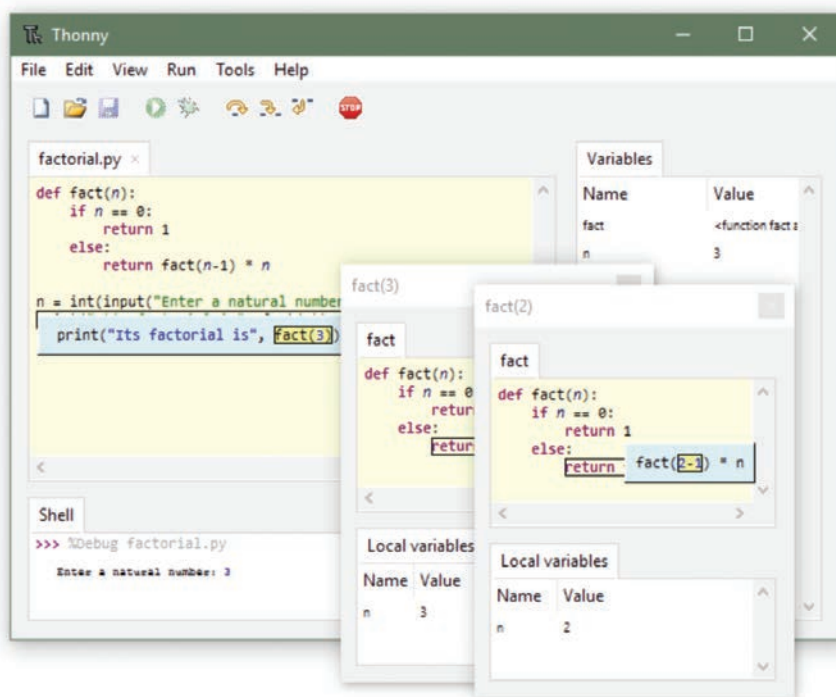 Thonny
File Edit View Run Tools Help
STOP
factorial.py ×
def fact(n):
    if n == 0:
        return 1
    else:
        return fact(n-1) * n
n = int(input("Enter a natural number
print("Its factorial is", fact(3))
Shell
>>> %Debug factorial.py
Enter a natural number: 3
Variables
Name Value
fact <function fact a
n 3
fact(3)
fact
def fact(n):
    if n == 0
        retur
    else:
        retur
Local variables
Name Value
n 3
fact(2)
fact
def fact(n):
    if n == 0:
        return 1
    else:
        return fact(2-1) * n
Local variables
Name Value
n 2